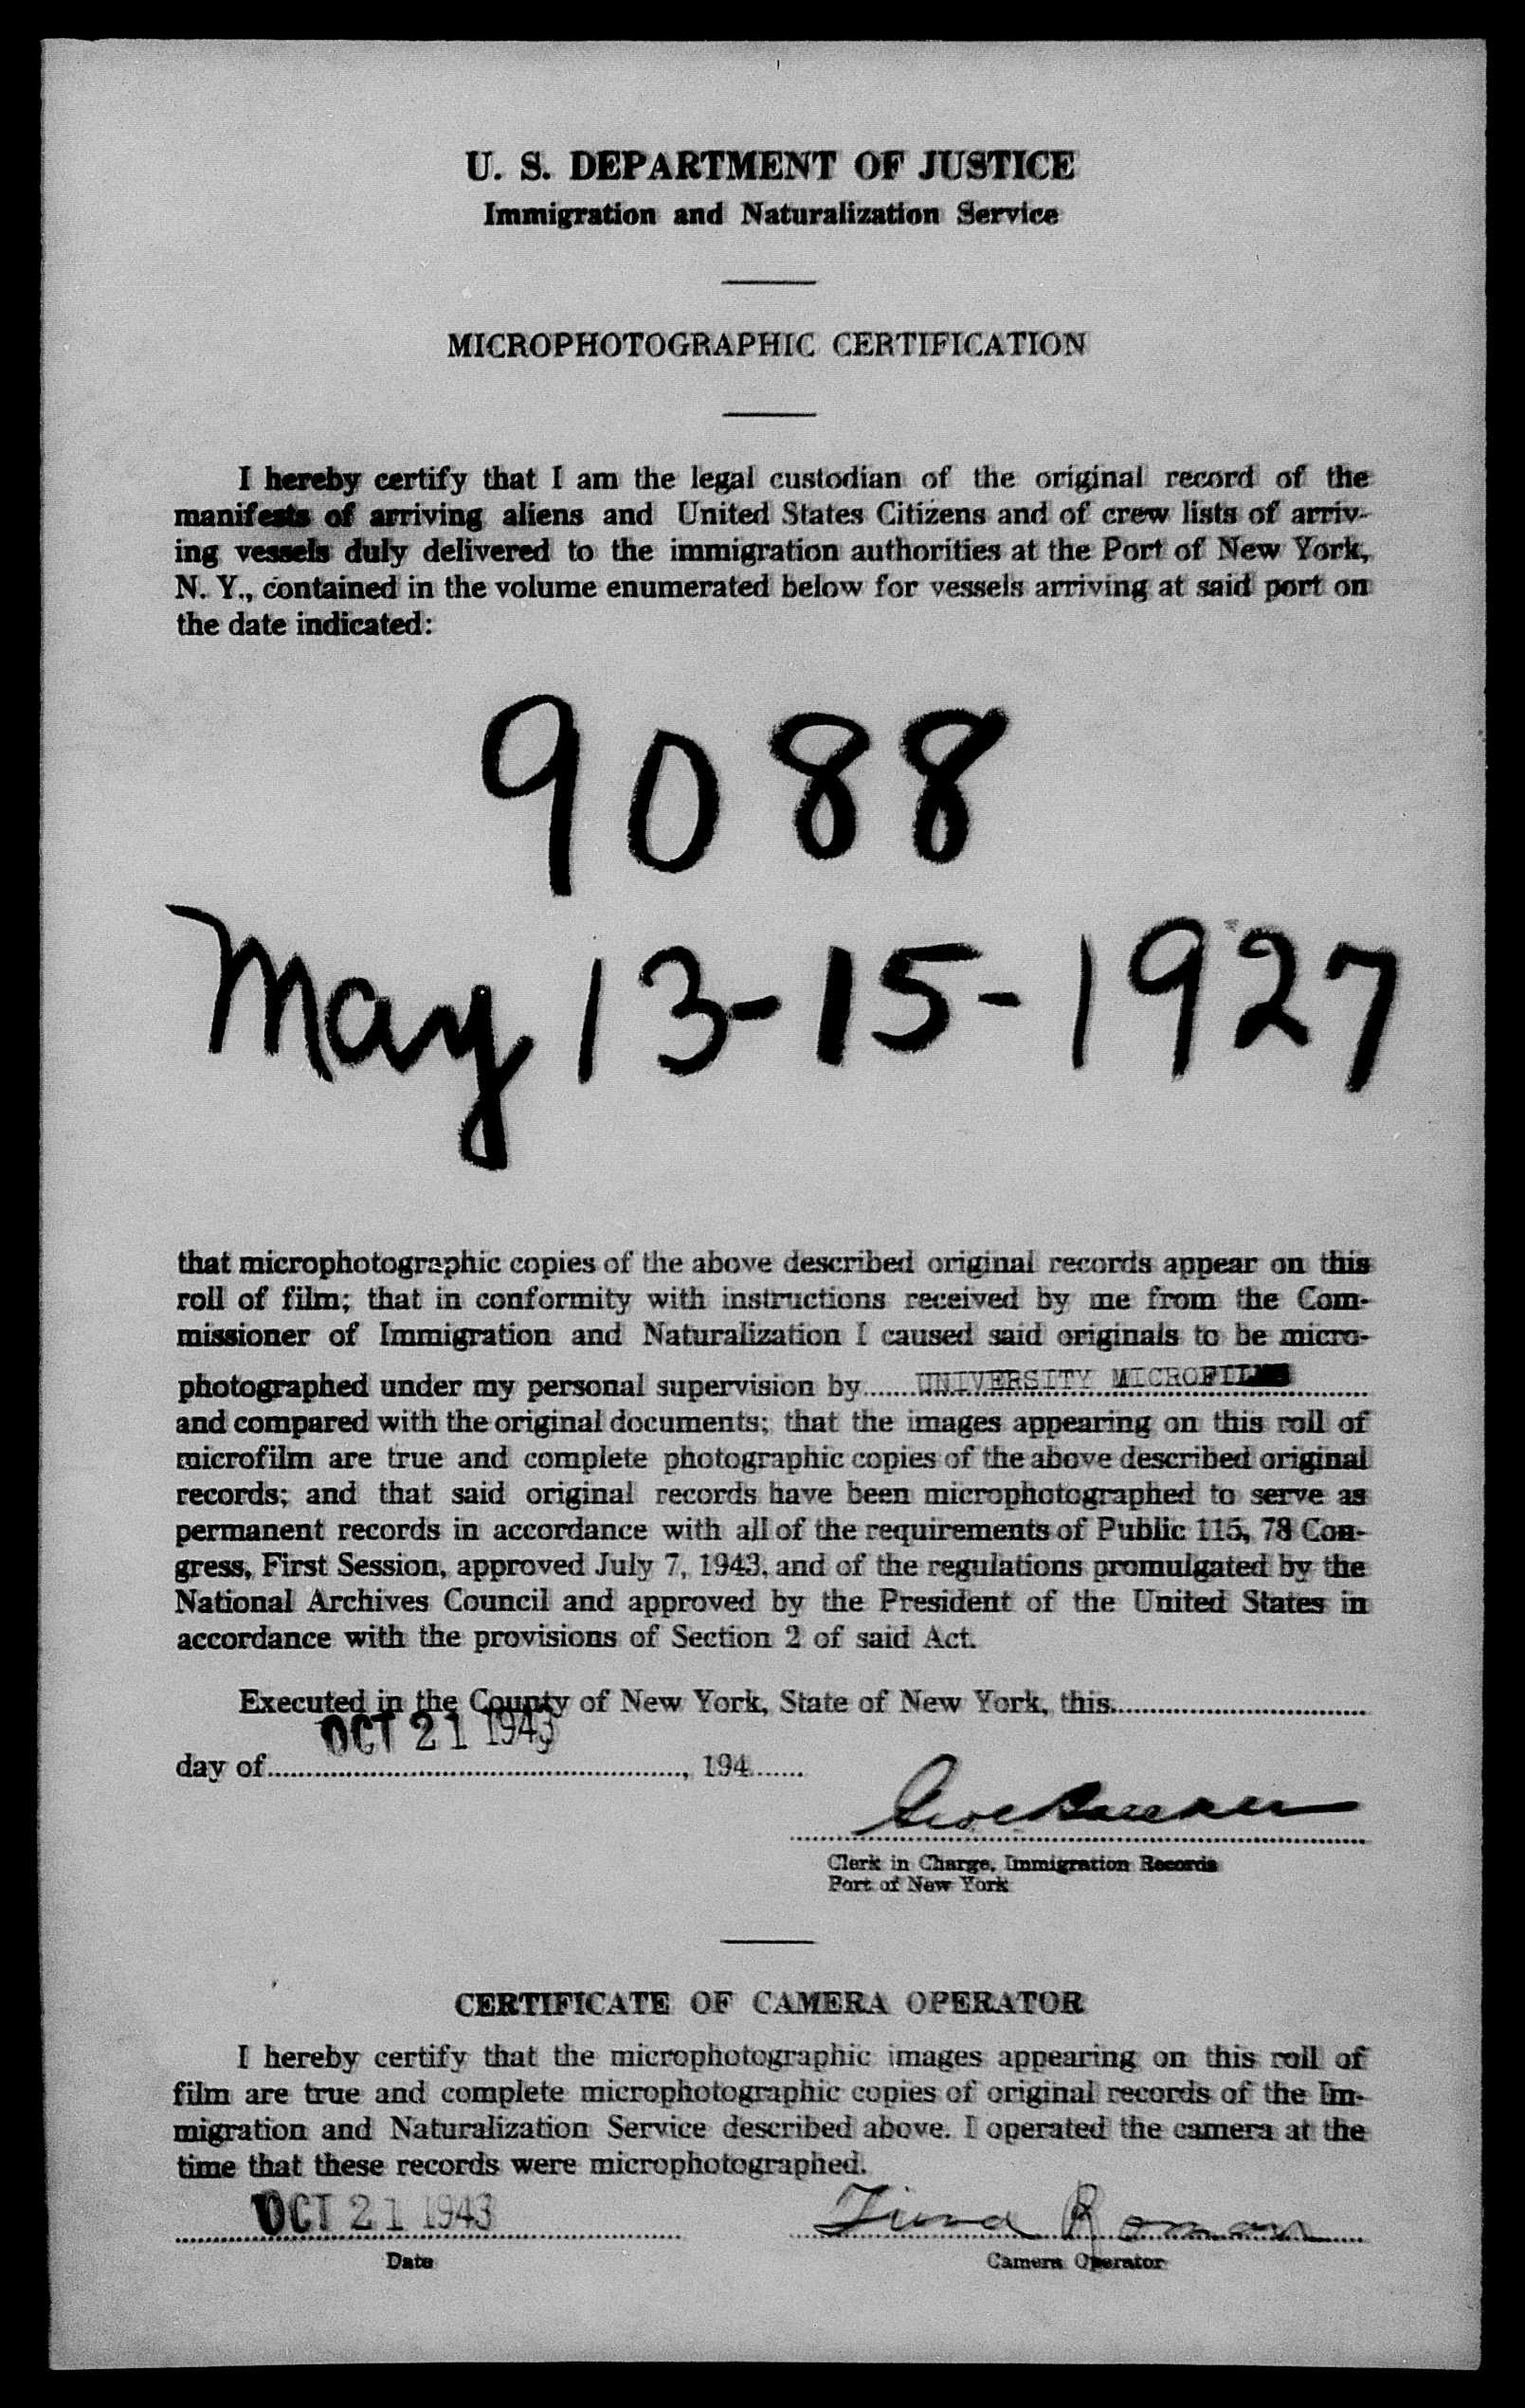 U. S. DEPARTMENT OF JUSTICE
Immigration and Naturalization Service
MICROPHOTOGRAPHIC CERTIFICATION
I hereby certify that I am the legal custodian of the original record of the
manifests of arriving aliens and United States Citizens and of crew lists of arriv-
ing vessels duly delivered to the immigration authorities at the Port of New York,
N. Y., contained in the volume enumerated below for vessels arriving at said port on
the date indicated:
9088
May 13-15-1927
that microphotographic copies of the above described original records appear on this
roll of film; that in conformity with instructions received by me from the Com-
missioner of Immigration and Naturalization I caused said originals to be micro-
photographed under my personal supervision by UNIVERSITY MICROFILMS
and compared with the original documents; that the images appearing on this roll of
microfilm are true and complete photographic copies of the above described original
records; and that said original records have been microphotographed to serve as
permanent records in accordance with all of the requirements of Public 115, 78 Con-
gress, First Session, approved July 7, 1943, and of the regulations promulgated by the
National Archives Council and approved by the President of the United States in
accordance with the provisions of Section 2 of said Act.
Executed in the County of New York, State of New York, this
OCT 21 1943
day of, 194
Clerk in Charge, Immigration Records
Port of New York
CERTIFICATE OF CAMERA OPERATOR
I hereby certify that the microphotographic images appearing on this roll of
film are true and complete microphotographic copies of original records of the Im-
migration and Naturalization Service described above. I operated the camera at the
time that these records were microphotographed.
OCT 21 1943 Roman
Date Camera Operator